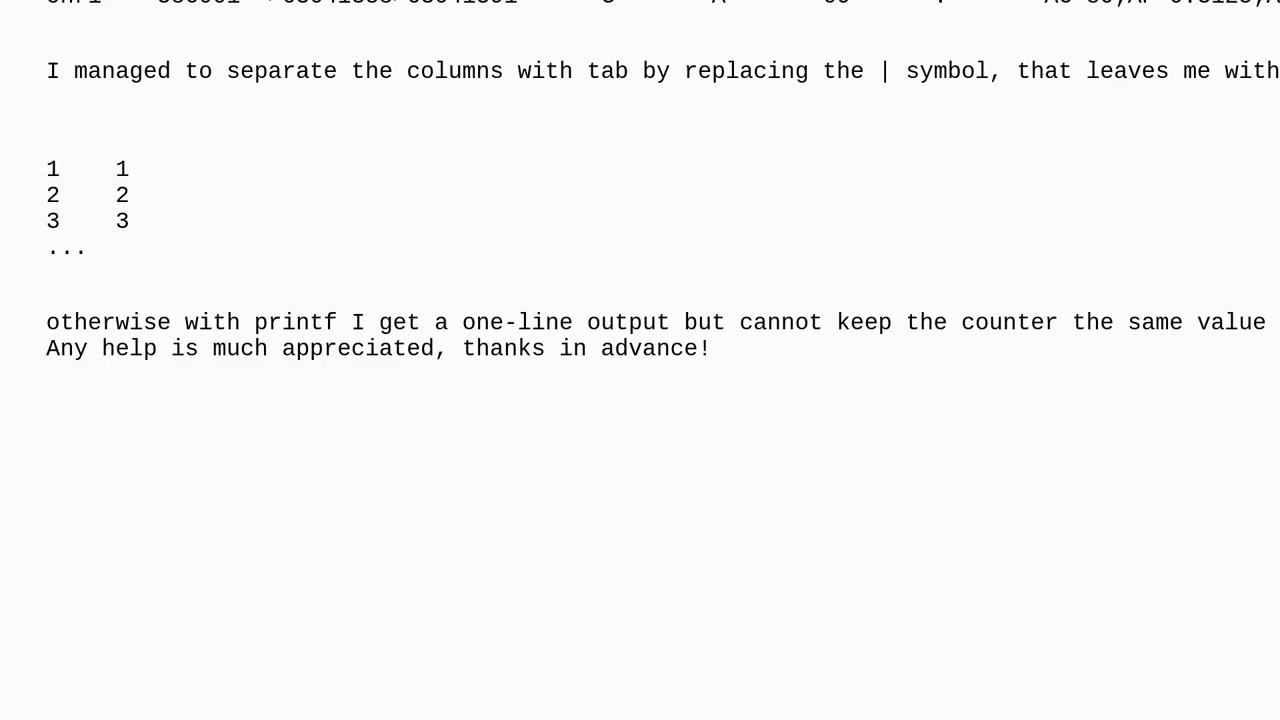 I managed to separate the columns with tab by replacing the | symbol, that leaves me with
1    1
2    2
3    3
...
otherwise with printf I get a one-line output but cannot keep the counter the same value
Any help is much appreciated, thanks in advance!